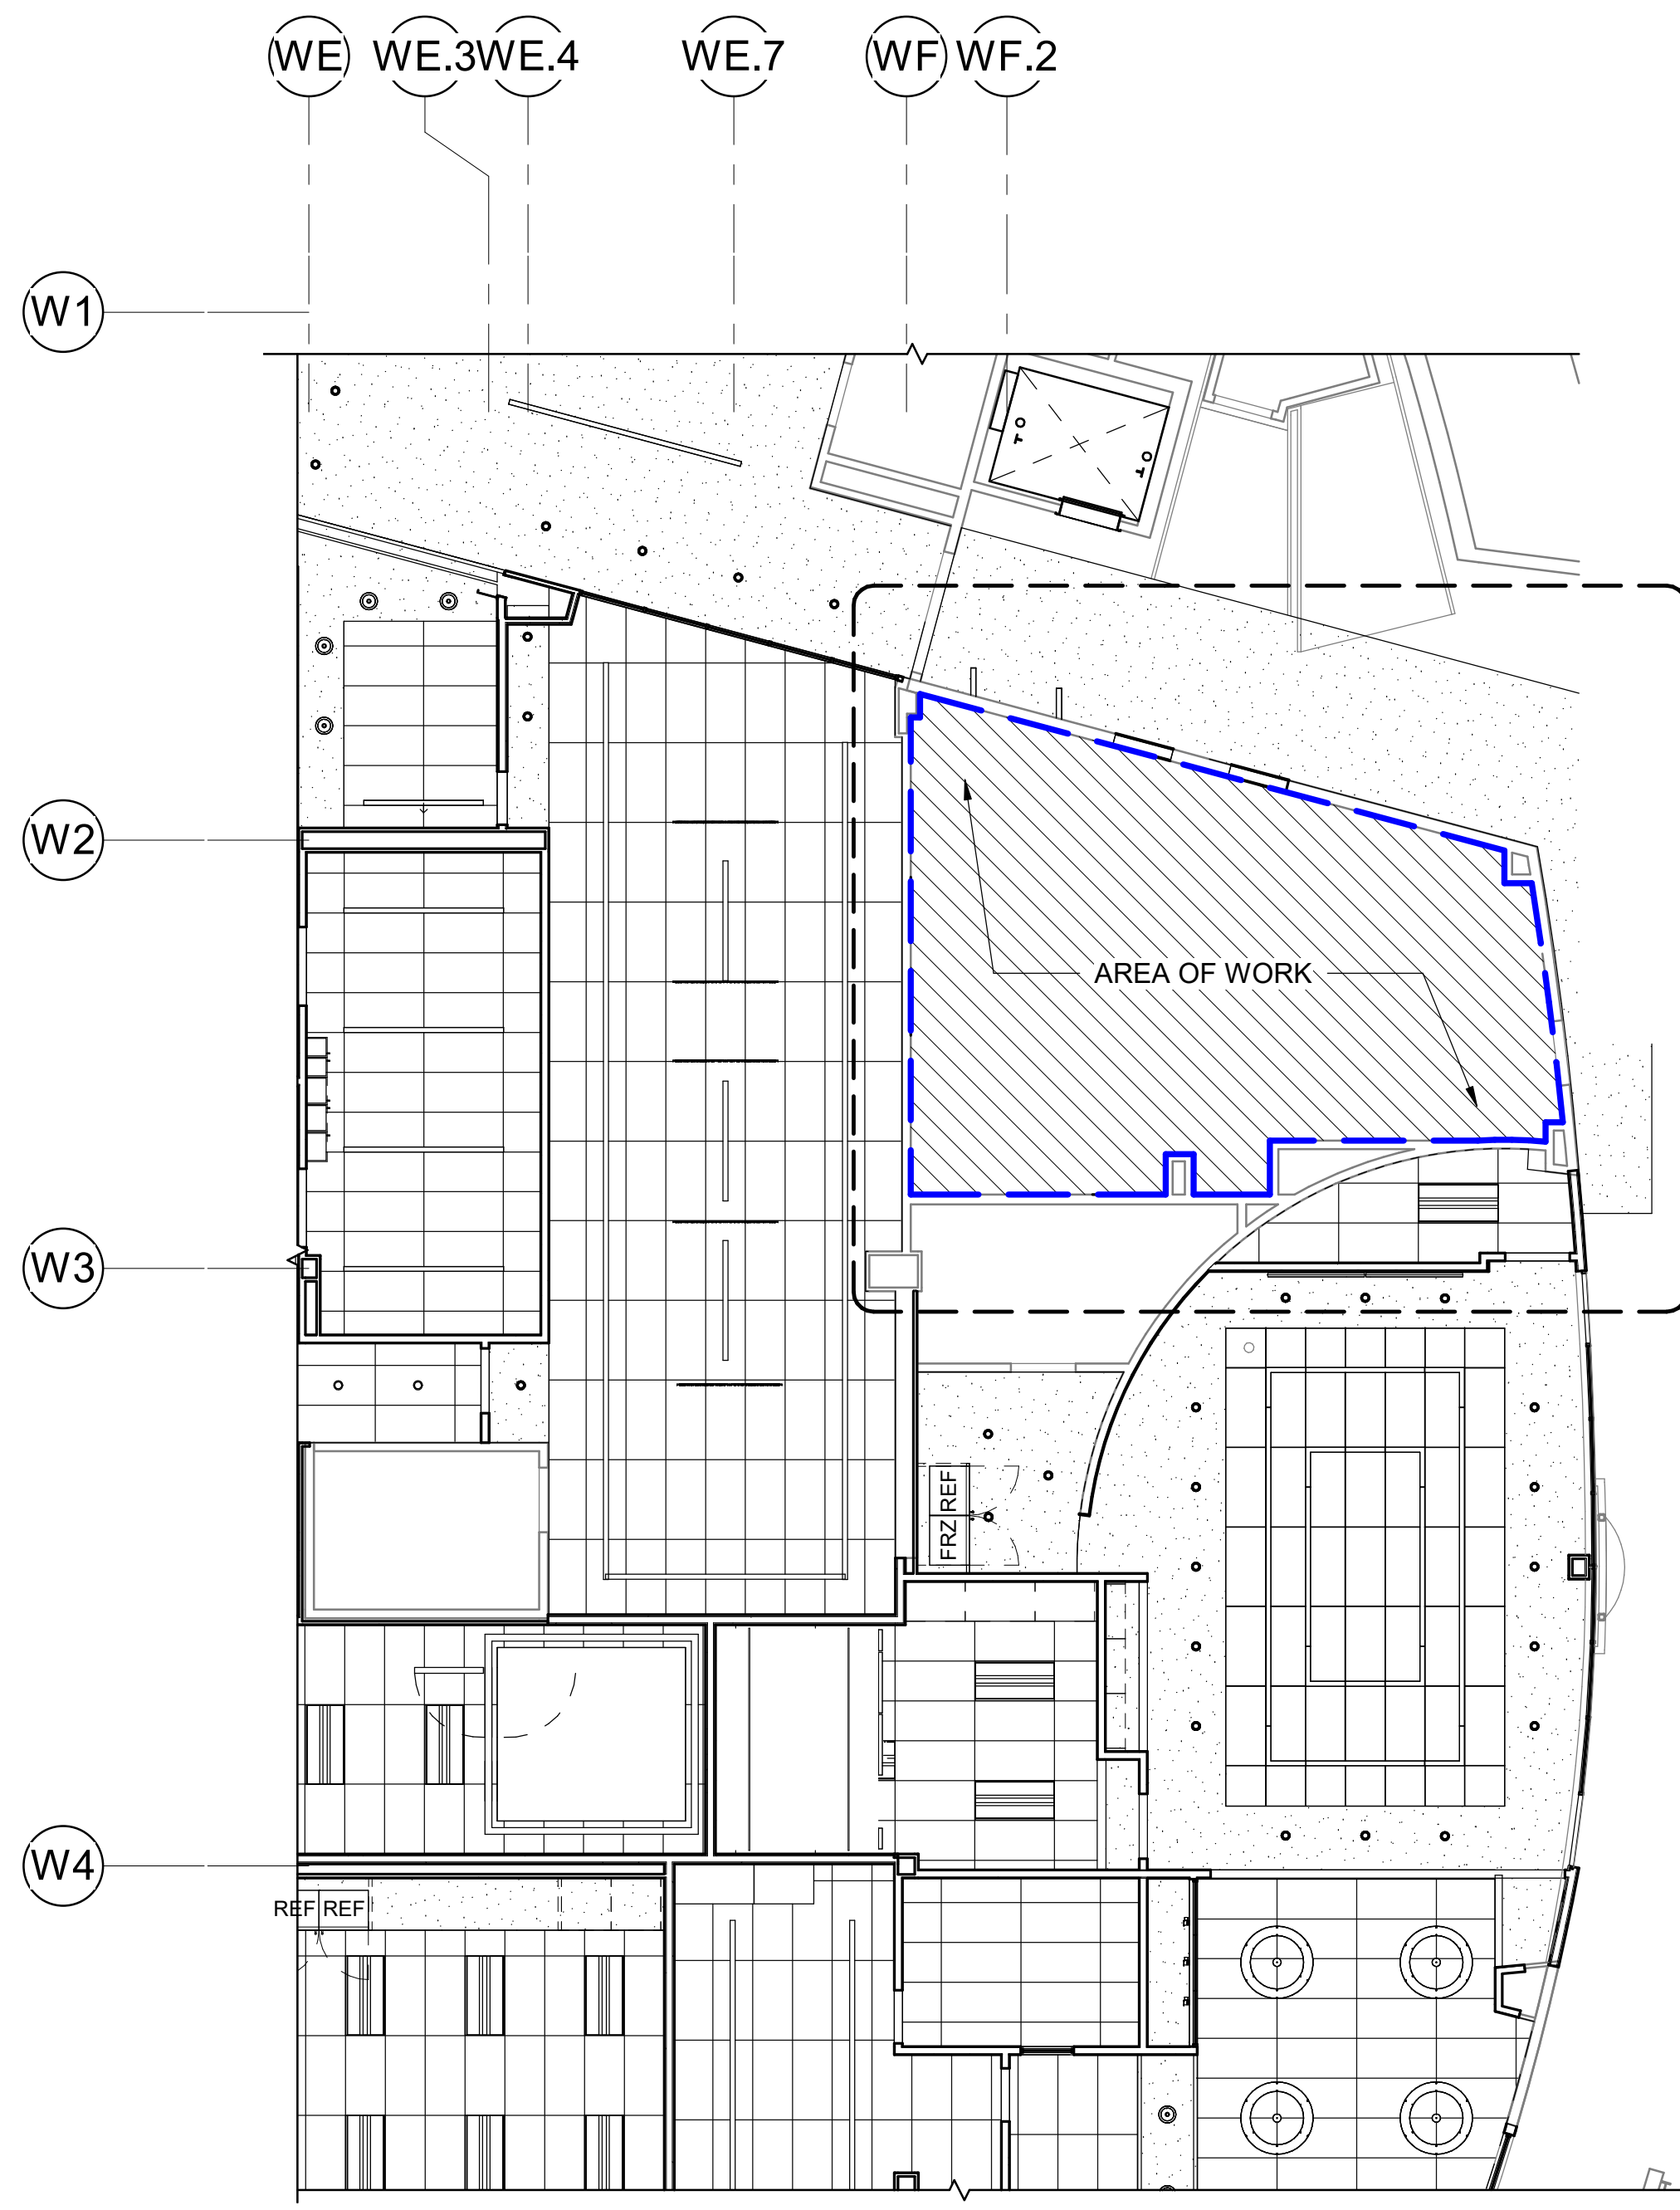 WE WE.3 WE.4 WE.7 WF WF.2
W1
W2
AREA OF WORK
W3
FRZ REF
W4
REF REF